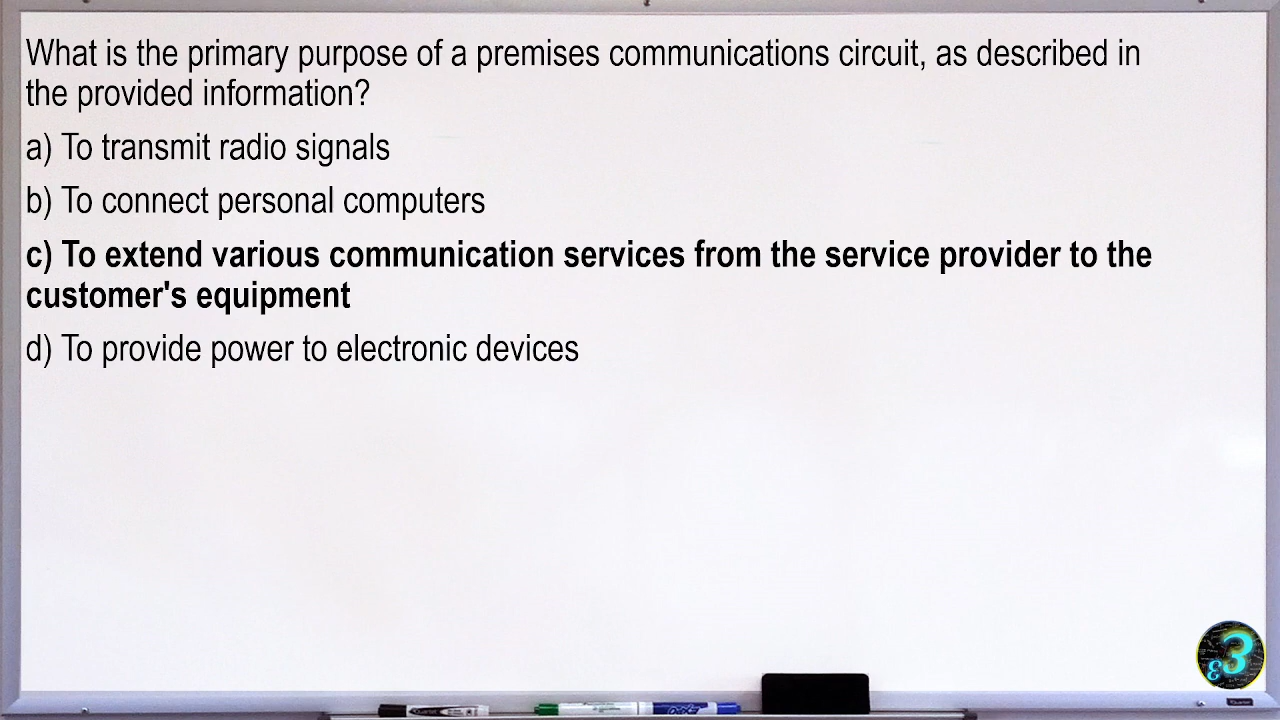 What is the primary purpose of a premises communications circuit, as described in
the provided information?
a) To transmit radio signals
b) To connect personal computers
c) To extend various communication services from the service provider to the
customer's equipment
d) To provide power to electronic devices
ε3